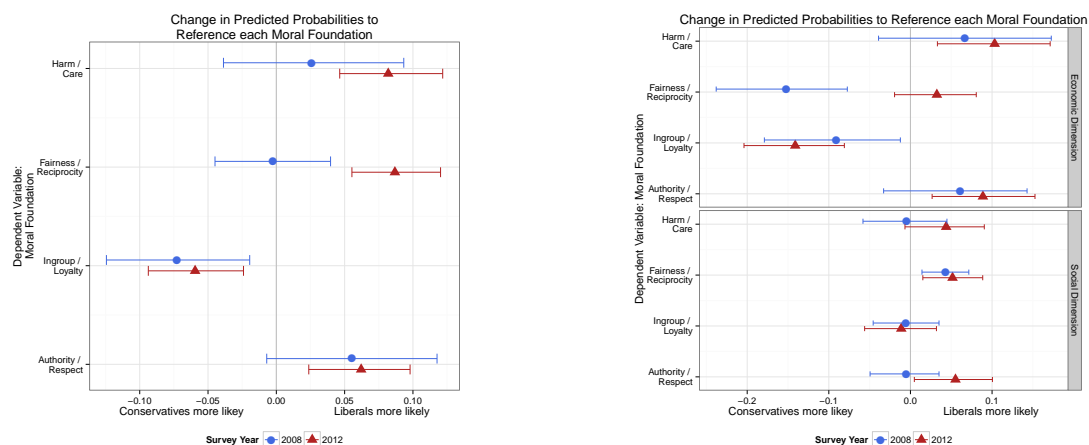 Change in Predicted Probabilities to
Reference each Moral Foundation
Dependent Variable:
Moral Foundation
Harm /
Care
Fairness /
Reciprocity
Ingroup /
Loyalty
Authority /
Respect
−0.10 −0.05 0.00 0.05 0.10
Conservatives more likey Liberals more likely
Survey Year 2008 2012
Change in Predicted Probabilities to Reference each Moral Foundation
Dependent Variable: Moral Foundation
Harm /
Care
Fairness /
Reciprocity
Ingroup /
Loyalty
Authority /
Respect
Economic Dimension
Harm /
Care
Fairness /
Reciprocity
Ingroup /
Loyalty
Authority /
Respect
Social Dimension
−0.2 −0.1 0.0 0.1
Conservatives more likey Liberals more likely
Survey Year 2008 2012